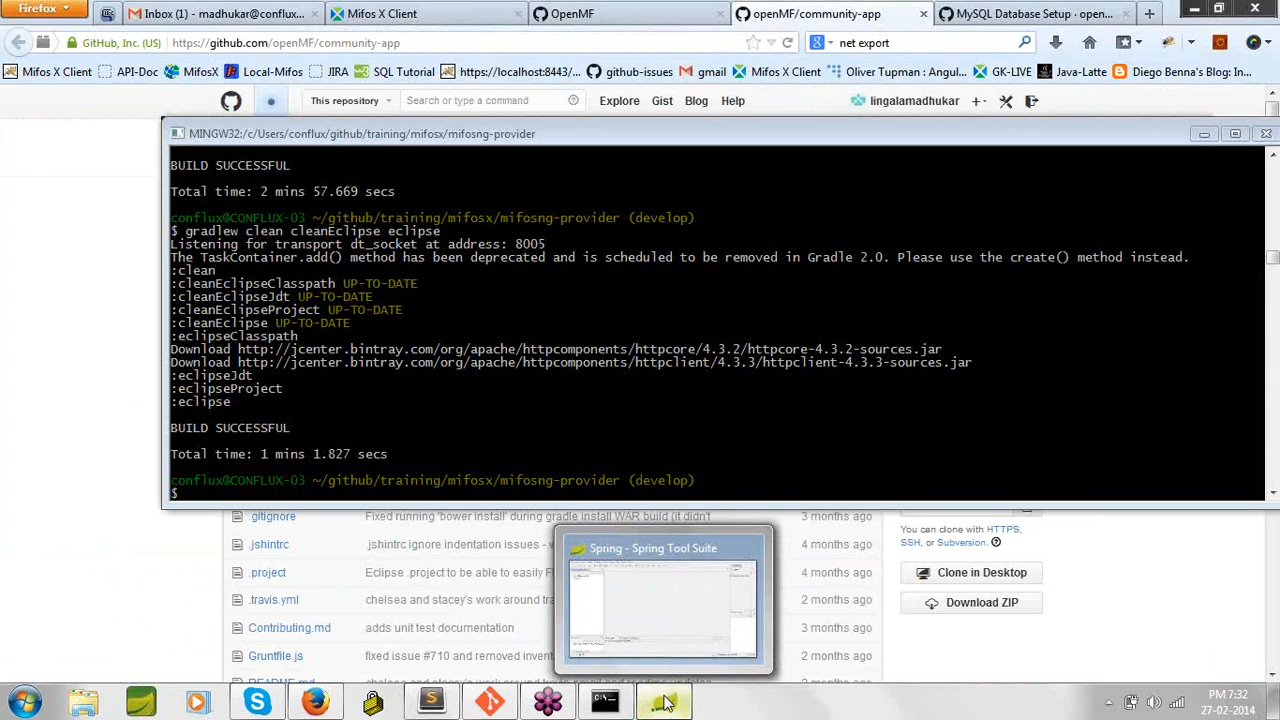 Firefox
Inbox (1) - madhukar@conflux...
Mifos X Client
OpenMF
openMF/community-app
MySQL Database Setup · open...
GitHub, Inc. (US)
https://github.com/openMF/community-app
net export
Mifos X Client
API-Doc
MifosX
Local-Mifos
JIRA
SQL Tutorial
https://localhost:8443/...
github-issues
gmail
Mifos X Client
Oliver Tupman : Angul...
GK-LIVE
Java-Latte
Diego Benna's Blog: In...
This repository
Search or type a command
Explore
Gist
Blog
Help
lingalamadhukar
MINGW32:/c/Users/conflux/github/training/mifosx/mifosng-provider
BUILD SUCCESSFUL
Total time: 2 mins 57.669 secs
conflux@CONFLUX-03 ~/github/training/mifosx/mifosng-provider (develop)
$ gradlew clean cleanEclipse eclipse
Listening for transport dt_socket at address: 8005
The TaskContainer.add() method has been deprecated and is scheduled to be removed in Gradle 2.0. Please use the create() method instead.
:clean
:cleanEclipseClasspath UP-TO-DATE
:cleanEclipseJdt UP-TO-DATE
:cleanEclipseProject UP-TO-DATE
:cleanEclipse UP-TO-DATE
:eclipseClasspath
Download http://jcenter.bintray.com/org/apache/httpcomponents/httpcore/4.3.2/httpcore-4.3.2-sources.jar
Download http://jcenter.bintray.com/org/apache/httpcomponents/httpclient/4.3.3/httpclient-4.3.3-sources.jar
:eclipseJdt
:eclipseProject
:eclipse
BUILD SUCCESSFUL
Total time: 1 mins 1.827 secs
conflux@CONFLUX-03 ~/github/training/mifosx/mifosng-provider (develop)
$
.gitignore
Fixed running 'bower install' during gradle install WAR build (it didn't
3 months ago
.jshintrc
.jshintrc ignore indentation issues - v
4 months ago
.project
Eclipse .project to be able to easily F
4 months ago
.travis.yml
chelsea and stacey's work around tra
2 months ago
Contributing.md
adds unit test documentation
3 months ago
Gruntfile.js
fixed issue #710 and removed inven
3 months ago
You can clone with HTTPS,
SSH, or Subversion.
Clone in Desktop
Download ZIP
Spring - Spring Tool Suite
PM 7:32
27-02-2014